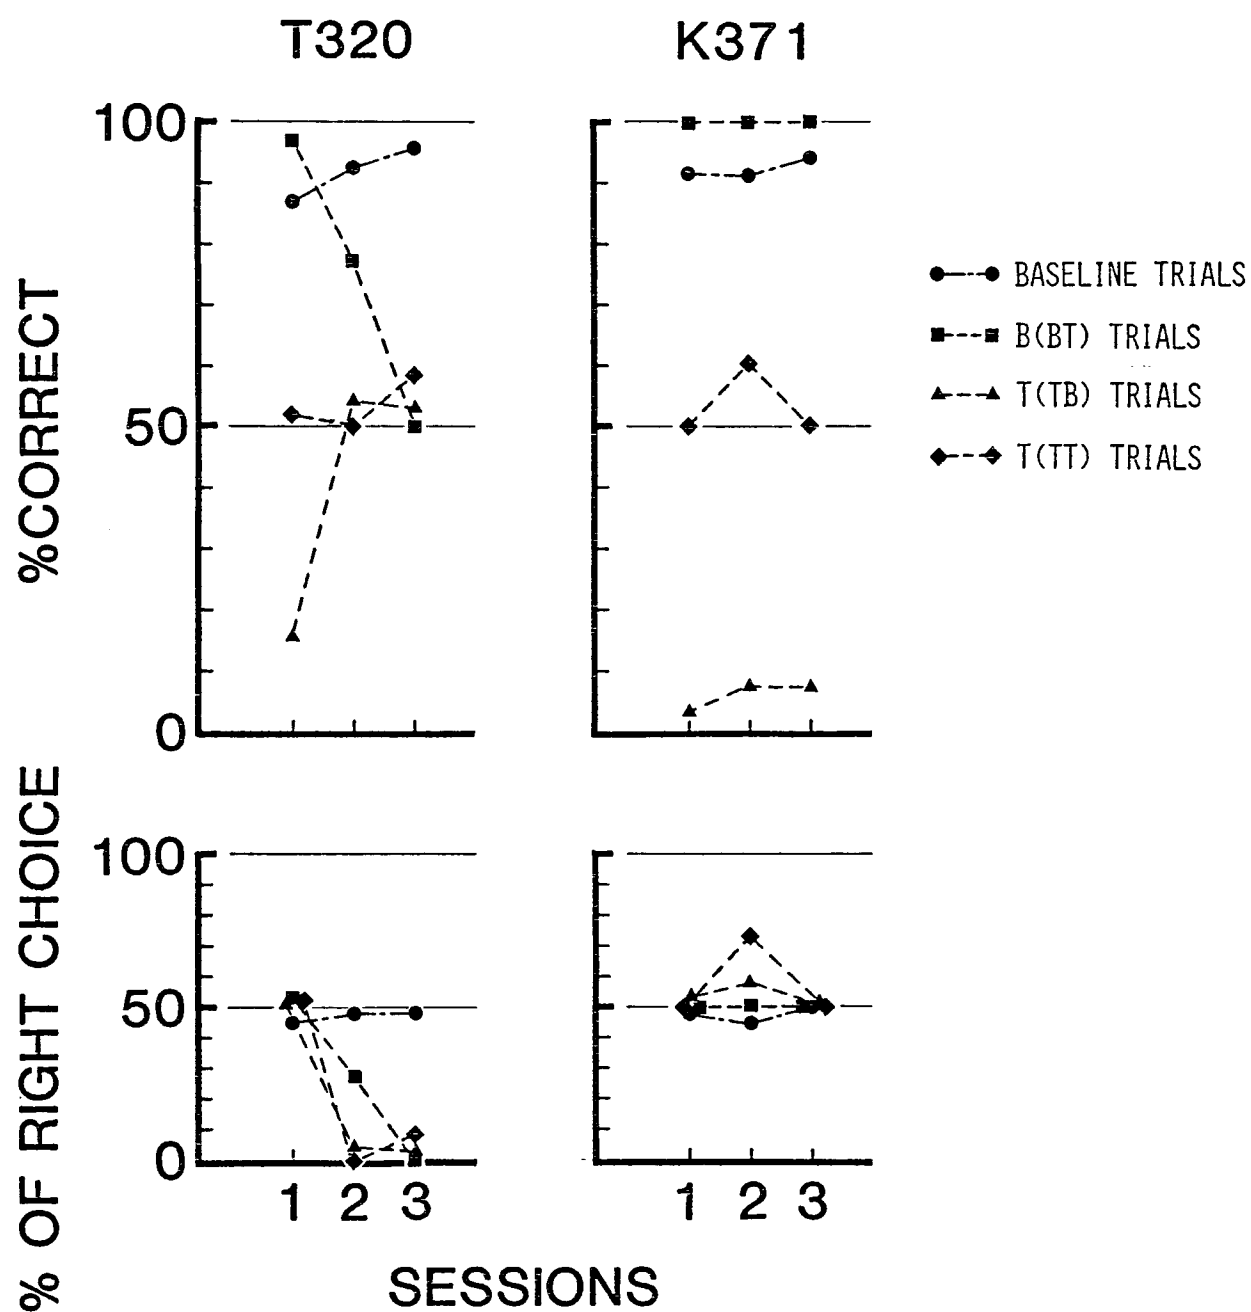 T320
K371
100
50
0
%CORRECT
BASELINE TRIALS
B(BT) TRIALS
T(TB) TRIALS
T(TT) TRIALS
100
50
0
% OF RIGHT CHOICE
1 2 3
1 2 3
SESSIONS